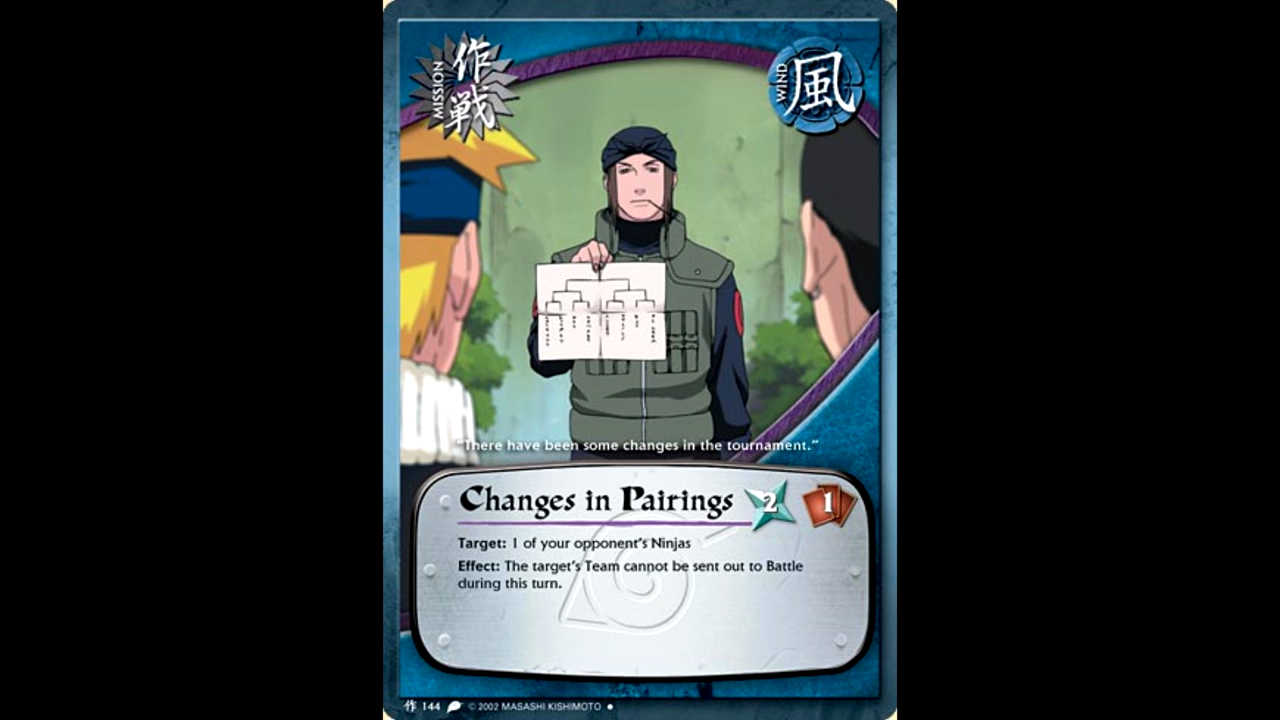 作戦
MISSION
WIND
風
"There have been some changes in the tournament."
Changes in Pairings 2 1
Target: 1 of your opponent's Ninjas
Effect: The target's Team cannot be sent out to Battle
during this turn.
作 144 © 2002 MASASHI KISHIMOTO